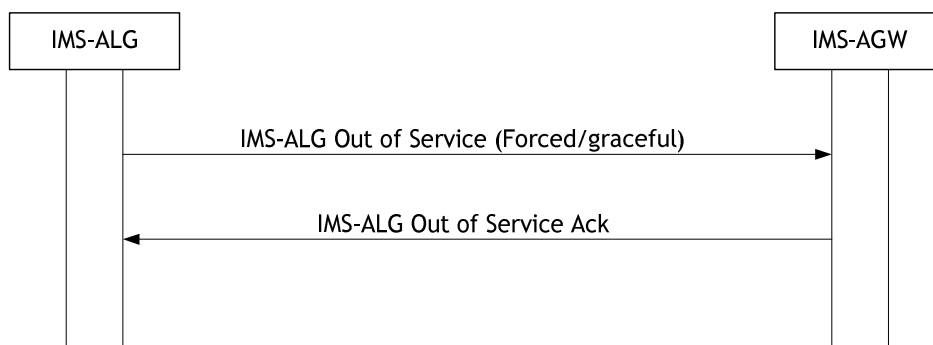 IMS-ALG
IMS-AGW
IMS-ALG Out of Service (Forced/graceful)
IMS-ALG Out of Service Ack